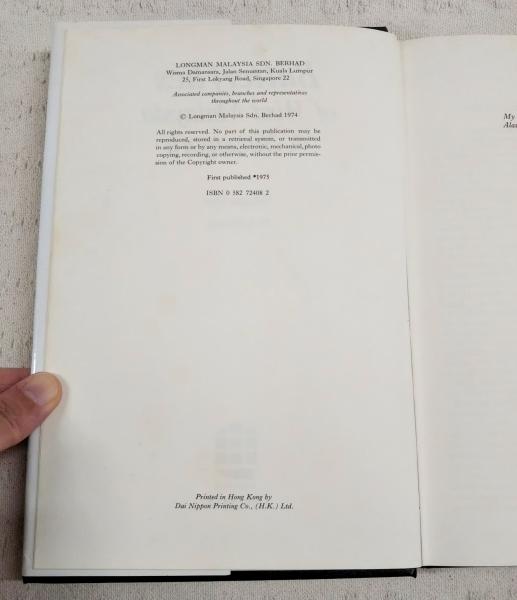 LONGMAN MALAYSIA SDN. BERHAD
Wisma Damansara, Jalan Semantan, Kuala Lumpur
25, First Lokyang Road, Singapore 22
Associated companies, branches and representatives
throughout the world
© Longman Malaysia Sdn. Berhad 1974
All rights reserved. No part of this publication may be
reproduced, stored in a retrieval system, or transmitted
in any form or by any means, electronic, mechanical, photo
copying, recording, or otherwise, without the prior permis-
sion of the Copyright owner.
First published *1975
ISBN 0 582 72408 2
Printed in Hong Kong by
Dai Nippon Printing Co., (H.K.) Ltd.
My